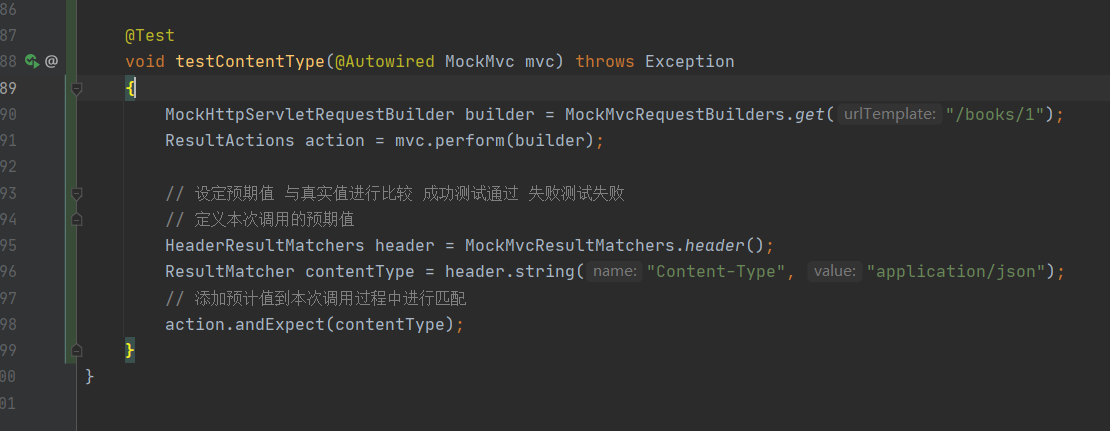 86
87 @Test
88 @ void testContentType(@Autowired MockMvc mvc) throws Exception
89 {
90 MockHttpServletRequestBuilder builder = MockMvcRequestBuilders.get( urlTemplate: "/books/1");
91 ResultActions action = mvc.perform(builder);
92
93 // 设定预期值 与真实值进行比较 成功测试通过 失败测试失败
94 // 定义本次调用的预期值
95 HeaderResultMatchers header = MockMvcResultMatchers.header();
96 ResultMatcher contentType = header.string( name: "Content-Type", value: "application/json");
97 // 添加预计值到本次调用过程中进行匹配
98 action.andExpect(contentType);
99 }
00 }
01